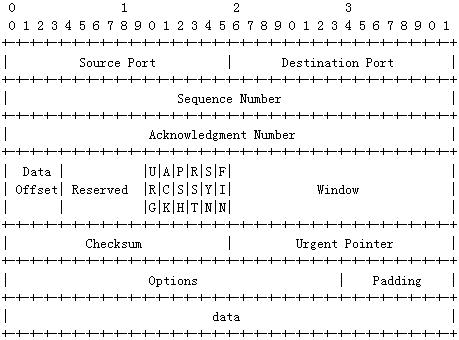 0 1 2 3
0 1 2 3 4 5 6 7 8 9 0 1 2 3 4 5 6 7 8 9 0 1 2 3 4 5 6 7 8 9 0 1
+-+-+-+-+-+-+-+-+-+-+-+-+-+-+-+-+-+-+-+-+-+-+-+-+-+-+-+-+-+-+-+-+
| Source Port | Destination Port |
+-+-+-+-+-+-+-+-+-+-+-+-+-+-+-+-+-+-+-+-+-+-+-+-+-+-+-+-+-+-+-+-+
| Sequence Number |
+-+-+-+-+-+-+-+-+-+-+-+-+-+-+-+-+-+-+-+-+-+-+-+-+-+-+-+-+-+-+-+-+
| Acknowledgment Number |
+-+-+-+-+-+-+-+-+-+-+-+-+-+-+-+-+-+-+-+-+-+-+-+-+-+-+-+-+-+-+-+-+
| Data | |U|A|P|R|S|F| |
| Offset| Reserved |R|C|S|S|Y|I| Window |
| | |G|K|H|T|N|N| |
+-+-+-+-+-+-+-+-+-+-+-+-+-+-+-+-+-+-+-+-+-+-+-+-+-+-+-+-+-+-+-+-+
| Checksum | Urgent Pointer |
+-+-+-+-+-+-+-+-+-+-+-+-+-+-+-+-+-+-+-+-+-+-+-+-+-+-+-+-+-+-+-+-+
| Options | Padding |
+-+-+-+-+-+-+-+-+-+-+-+-+-+-+-+-+-+-+-+-+-+-+-+-+-+-+-+-+-+-+-+-+
| data |
+-+-+-+-+-+-+-+-+-+-+-+-+-+-+-+-+-+-+-+-+-+-+-+-+-+-+-+-+-+-+-+-+